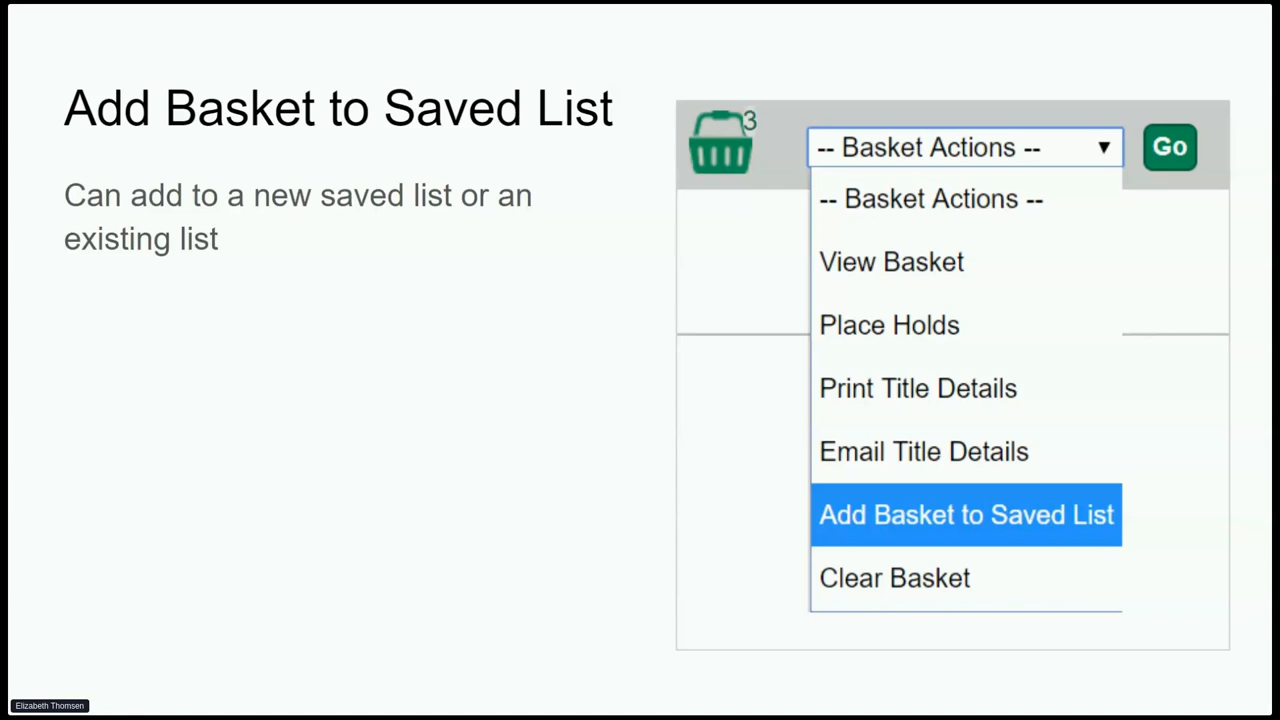 Add Basket to Saved List
Can add to a new saved list or an
existing list
3
-- Basket Actions --
Go
-- Basket Actions --
View Basket
Place Holds
Print Title Details
Email Title Details
Add Basket to Saved List
Clear Basket
Elizabeth Thomsen